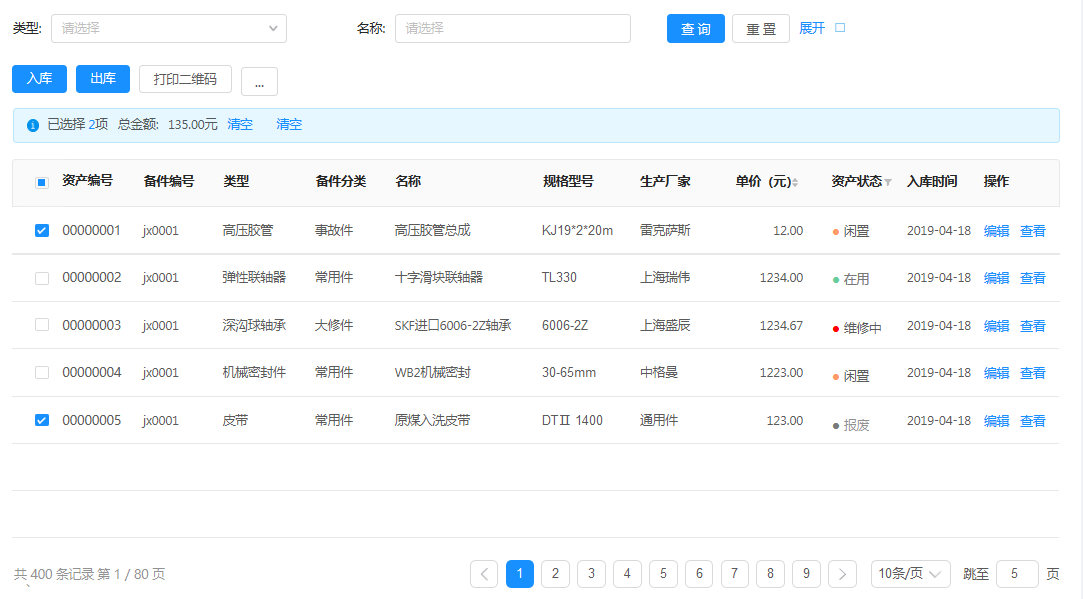 类型: 请选择 名称: 请选择 查 询 重 置 展开
入库 出库 打印二维码 ...
已选择 2项 总金额: 135.00元 清空 清空
资产编号 备件编号 类型 备件分类 名称 规格型号 生产厂家 单价（元) 资产状态 入库时间 操作
00000001 jx0001 高压胶管 事故件 高压胶管总成 KJ19*2*20m 雷克萨斯 12.00 闲置 2019-04-18 编辑 查看
00000002 jx0001 弹性联轴器 常用件 十字滑块联轴器 TL330 上海瑞伟 1234.00 在用 2019-04-18 编辑 查看
00000003 jx0001 深沟球轴承 大修件 SKF进口6006-2Z轴承 6006-2Z 上海盛辰 1234.67 维修中 2019-04-18 编辑 查看
00000004 jx0001 机械密封件 常用件 WB2机械密封 30-65mm 中格曼 1223.00 闲置 2019-04-18 编辑 查看
00000005 jx0001 皮带 常用件 原煤入洗皮带 DTⅡ 1400 通用件 123.00 报废 2019-04-18 编辑 查看
共 400 条记录 第 1 / 80 页 1 2 3 4 5 6 7 8 9 10条/页 跳至 5 页